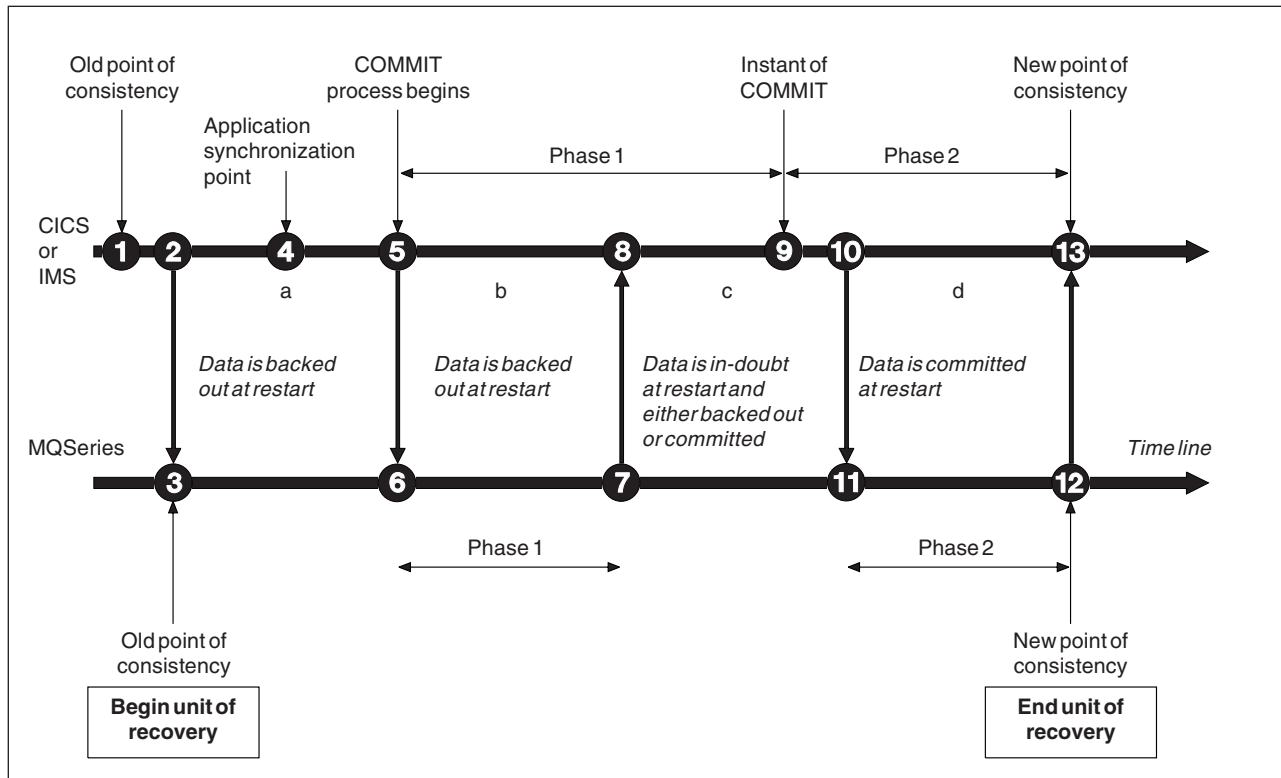 Old point of
consistency
COMMIT
process begins
Instant of
COMMIT
New point of
consistency
Application
synchronization
point
Phase 1
Phase 2
CICS
or
IMS
1
2
4
5
8
9
10
13
a
b
c
d
Data is backed
out at restart
Data is backed
out at restart
Data is in-doubt
at restart and
either backed out
or committed
Data is committed
at restart
MQSeries
Time line
3
6
7
11
12
Phase 1
Phase 2
Old point of
consistency
New point of
consistency
Begin unit of
recovery
End unit of
recovery